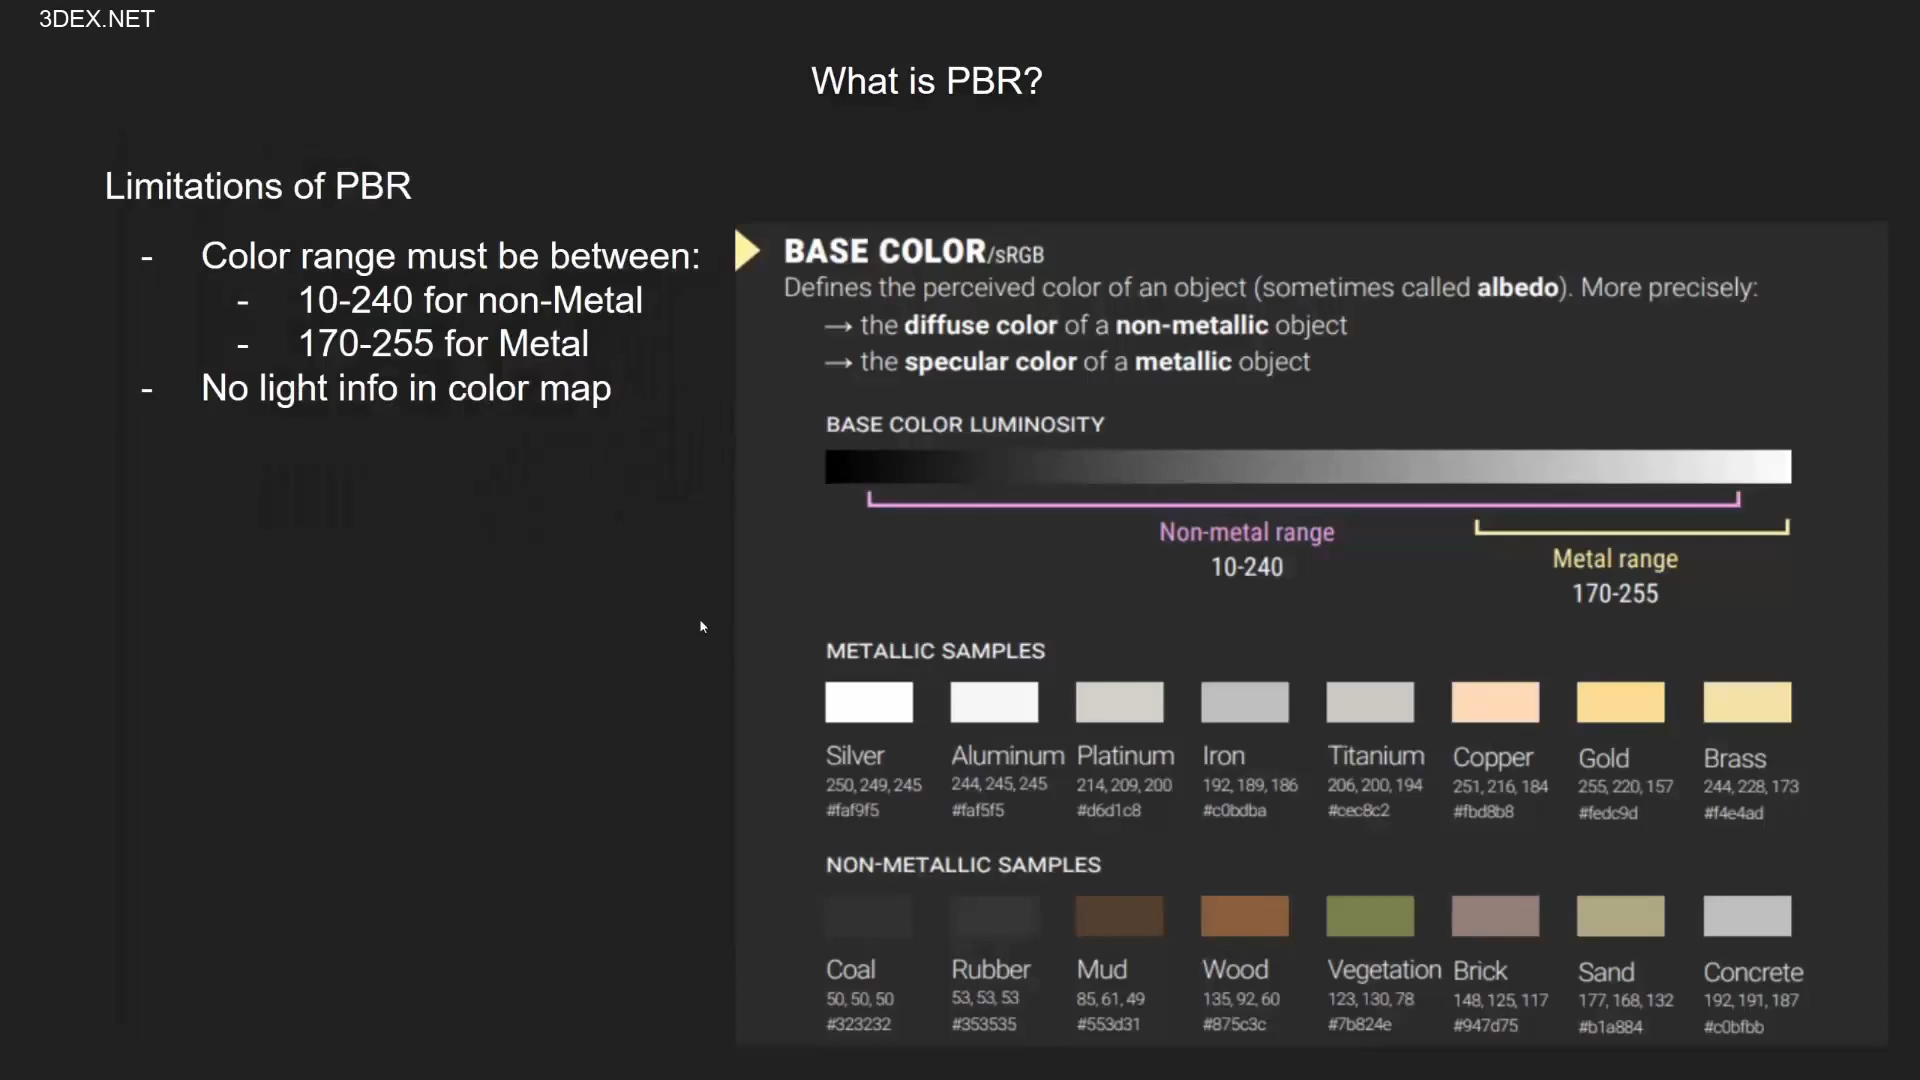 3DEX.NET
What is PBR?
Limitations of PBR
- Color range must be between:
- 10-240 for non-Metal
- 170-255 for Metal
- No light info in color map
BASE COLOR/sRGB
Defines the perceived color of an object (sometimes called albedo). More precisely:
→ the diffuse color of a non-metallic object
→ the specular color of a metallic object
BASE COLOR LUMINOSITY
Non-metal range
10-240
Metal range
170-255
METALLIC SAMPLES
Silver Aluminum Platinum Iron Titanium Copper Gold Brass
250, 249, 245 244, 245, 245 214, 209, 200 192, 189, 186 206, 200, 194 251, 216, 184 255, 220, 157 244, 228, 173
#faf9f5 #faf5f5 #d6d1c8 #c0bdba #cec8c2 #fbd8b8 #fedc9d #f4e4ad
NON-METALLIC SAMPLES
Coal Rubber Mud Wood Vegetation Brick Sand Concrete
50, 50, 50 53, 53, 53 85, 61, 49 135, 92, 60 123, 130, 78 148, 125, 117 177, 168, 132 192, 191, 187
#323232 #353535 #553d31 #875c3c #7b824e #947d75 #b1a884 #c0bfbb